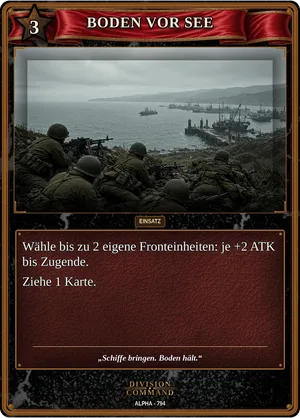 3
BODEN VOR SEE
EINSATZ
Wähle bis zu 2 eigene Fronteinheiten: je +2 ATK
bis Zugende.
Ziehe 1 Karte.
„Schiffe bringen. Boden hält.“
DIVISION
COMMAND
ALPHA - 794